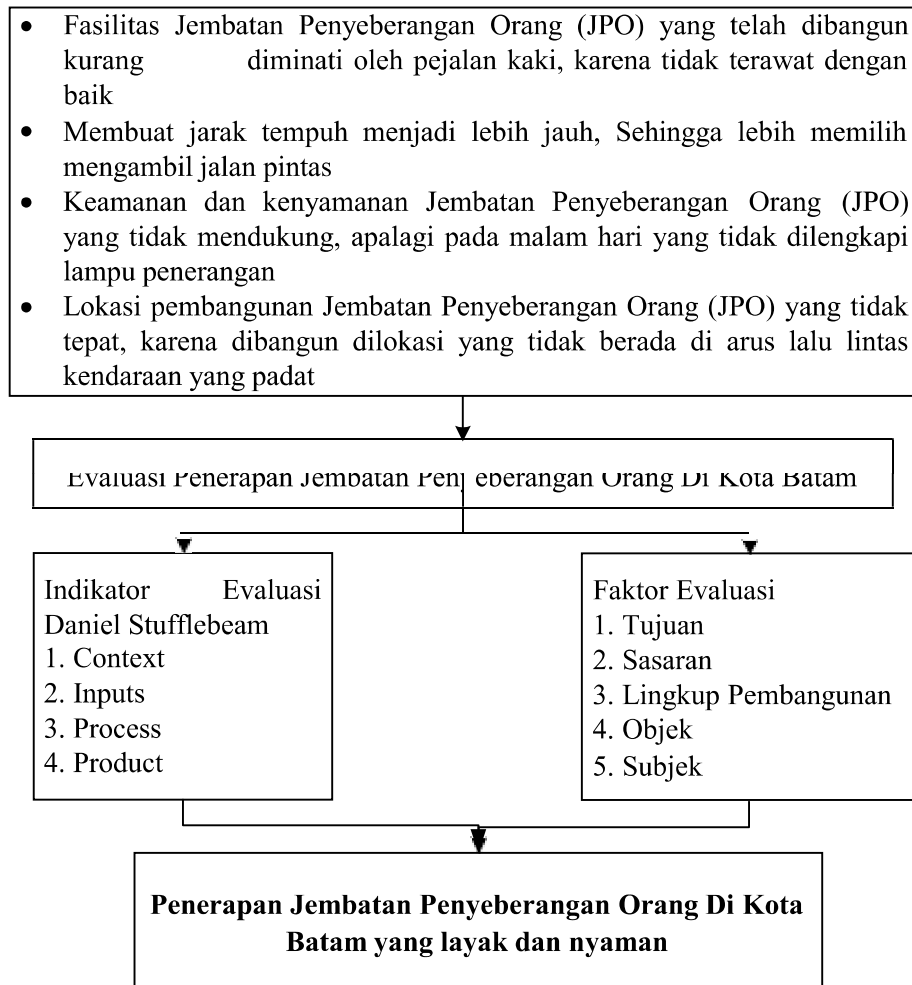 • Fasilitas Jembatan Penyeberangan Orang (JPO) yang telah dibangun
kurang diminati oleh pejalan kaki, karena tidak terawat dengan
baik
• Membuat jarak tempuh menjadi lebih jauh, Sehingga lebih memilih
mengambil jalan pintas
• Keamanan dan kenyamanan Jembatan Penyeberangan Orang (JPO)
yang tidak mendukung, apalagi pada malam hari yang tidak dilengkapi
lampu penerangan
• Lokasi pembangunan Jembatan Penyeberangan Orang (JPO) yang tidak
tepat, karena dibangun dilokasi yang tidak berada di arus lalu lintas
kendaraan yang padat
Evaluasi Penerapan Jembatan Penyeberangan Orang Di Kota Batam
Indikator Evaluasi
Daniel Stufflebeam
1. Context
2. Inputs
3. Process
4. Product
Faktor Evaluasi
1. Tujuan
2. Sasaran
3. Lingkup Pembangunan
4. Objek
5. Subjek
Penerapan Jembatan Penyeberangan Orang Di Kota
Batam yang layak dan nyaman